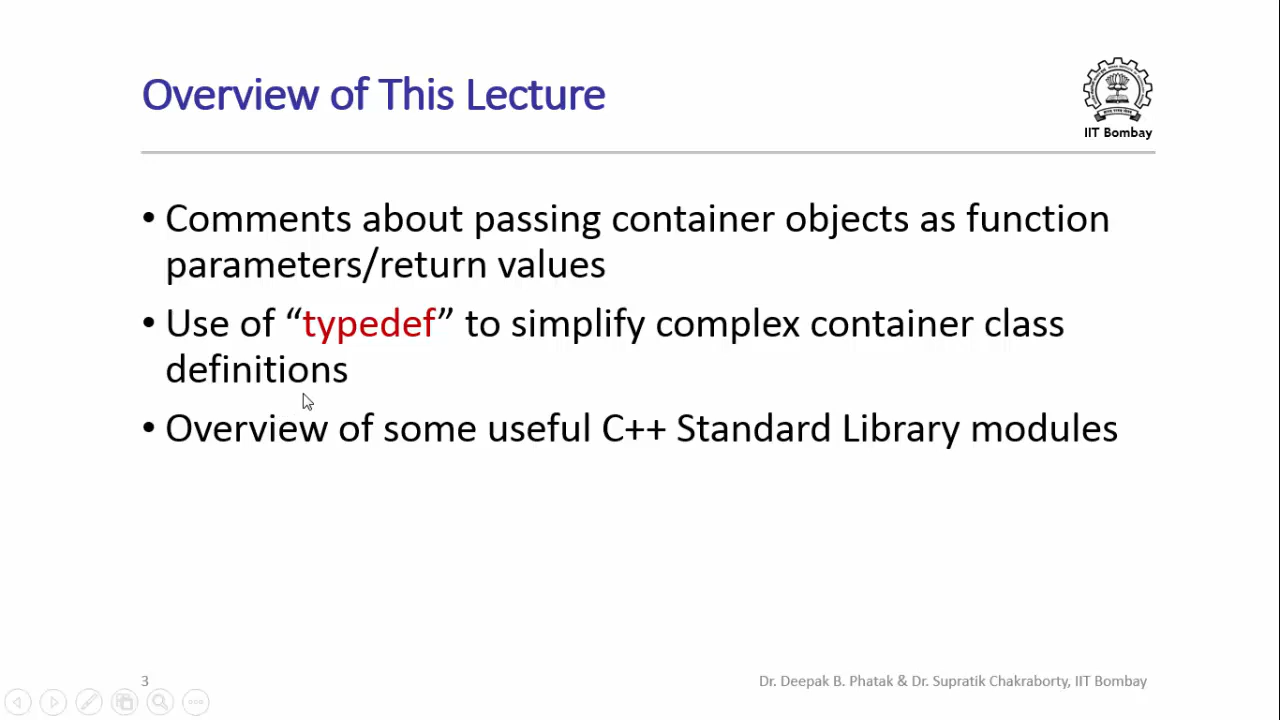 Overview of This Lecture
IIT Bombay
• Comments about passing container objects as function
parameters/return values
• Use of “typedef” to simplify complex container class
definitions
• Overview of some useful C++ Standard Library modules
3
Dr. Deepak B. Phatak & Dr. Supratik Chakraborty, IIT Bombay